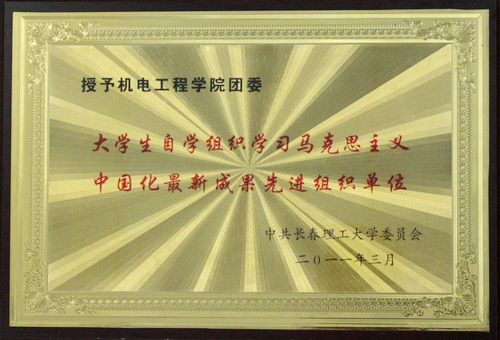 授予机电工程学院团委
大学生自学组织学习马克思主义
中国化最新成果先进组织单位
中共长春理工大学委员会
二〇一一年三月